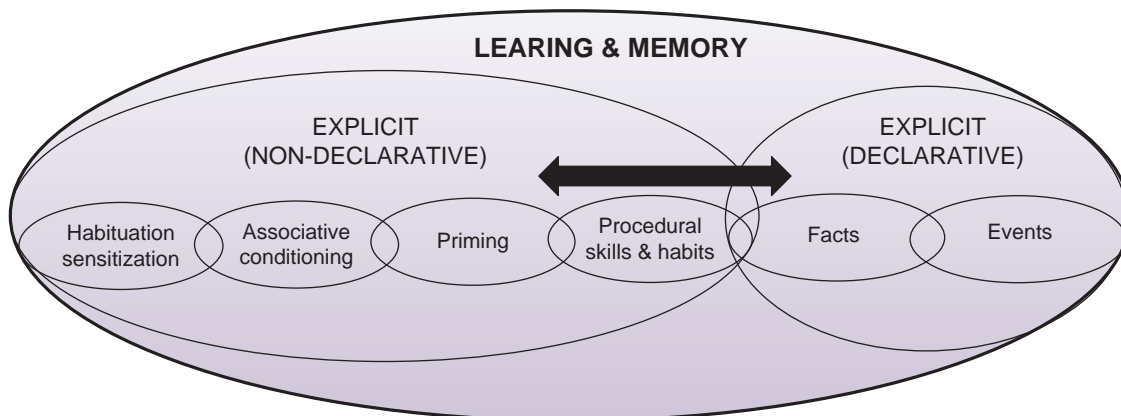 LEARING & MEMORY
EXPLICIT
(NON-DECLARATIVE)
EXPLICIT
(DECLARATIVE)
Habituation
sensitization
Associative
conditioning
Priming
Procedural
skills & habits
Facts
Events